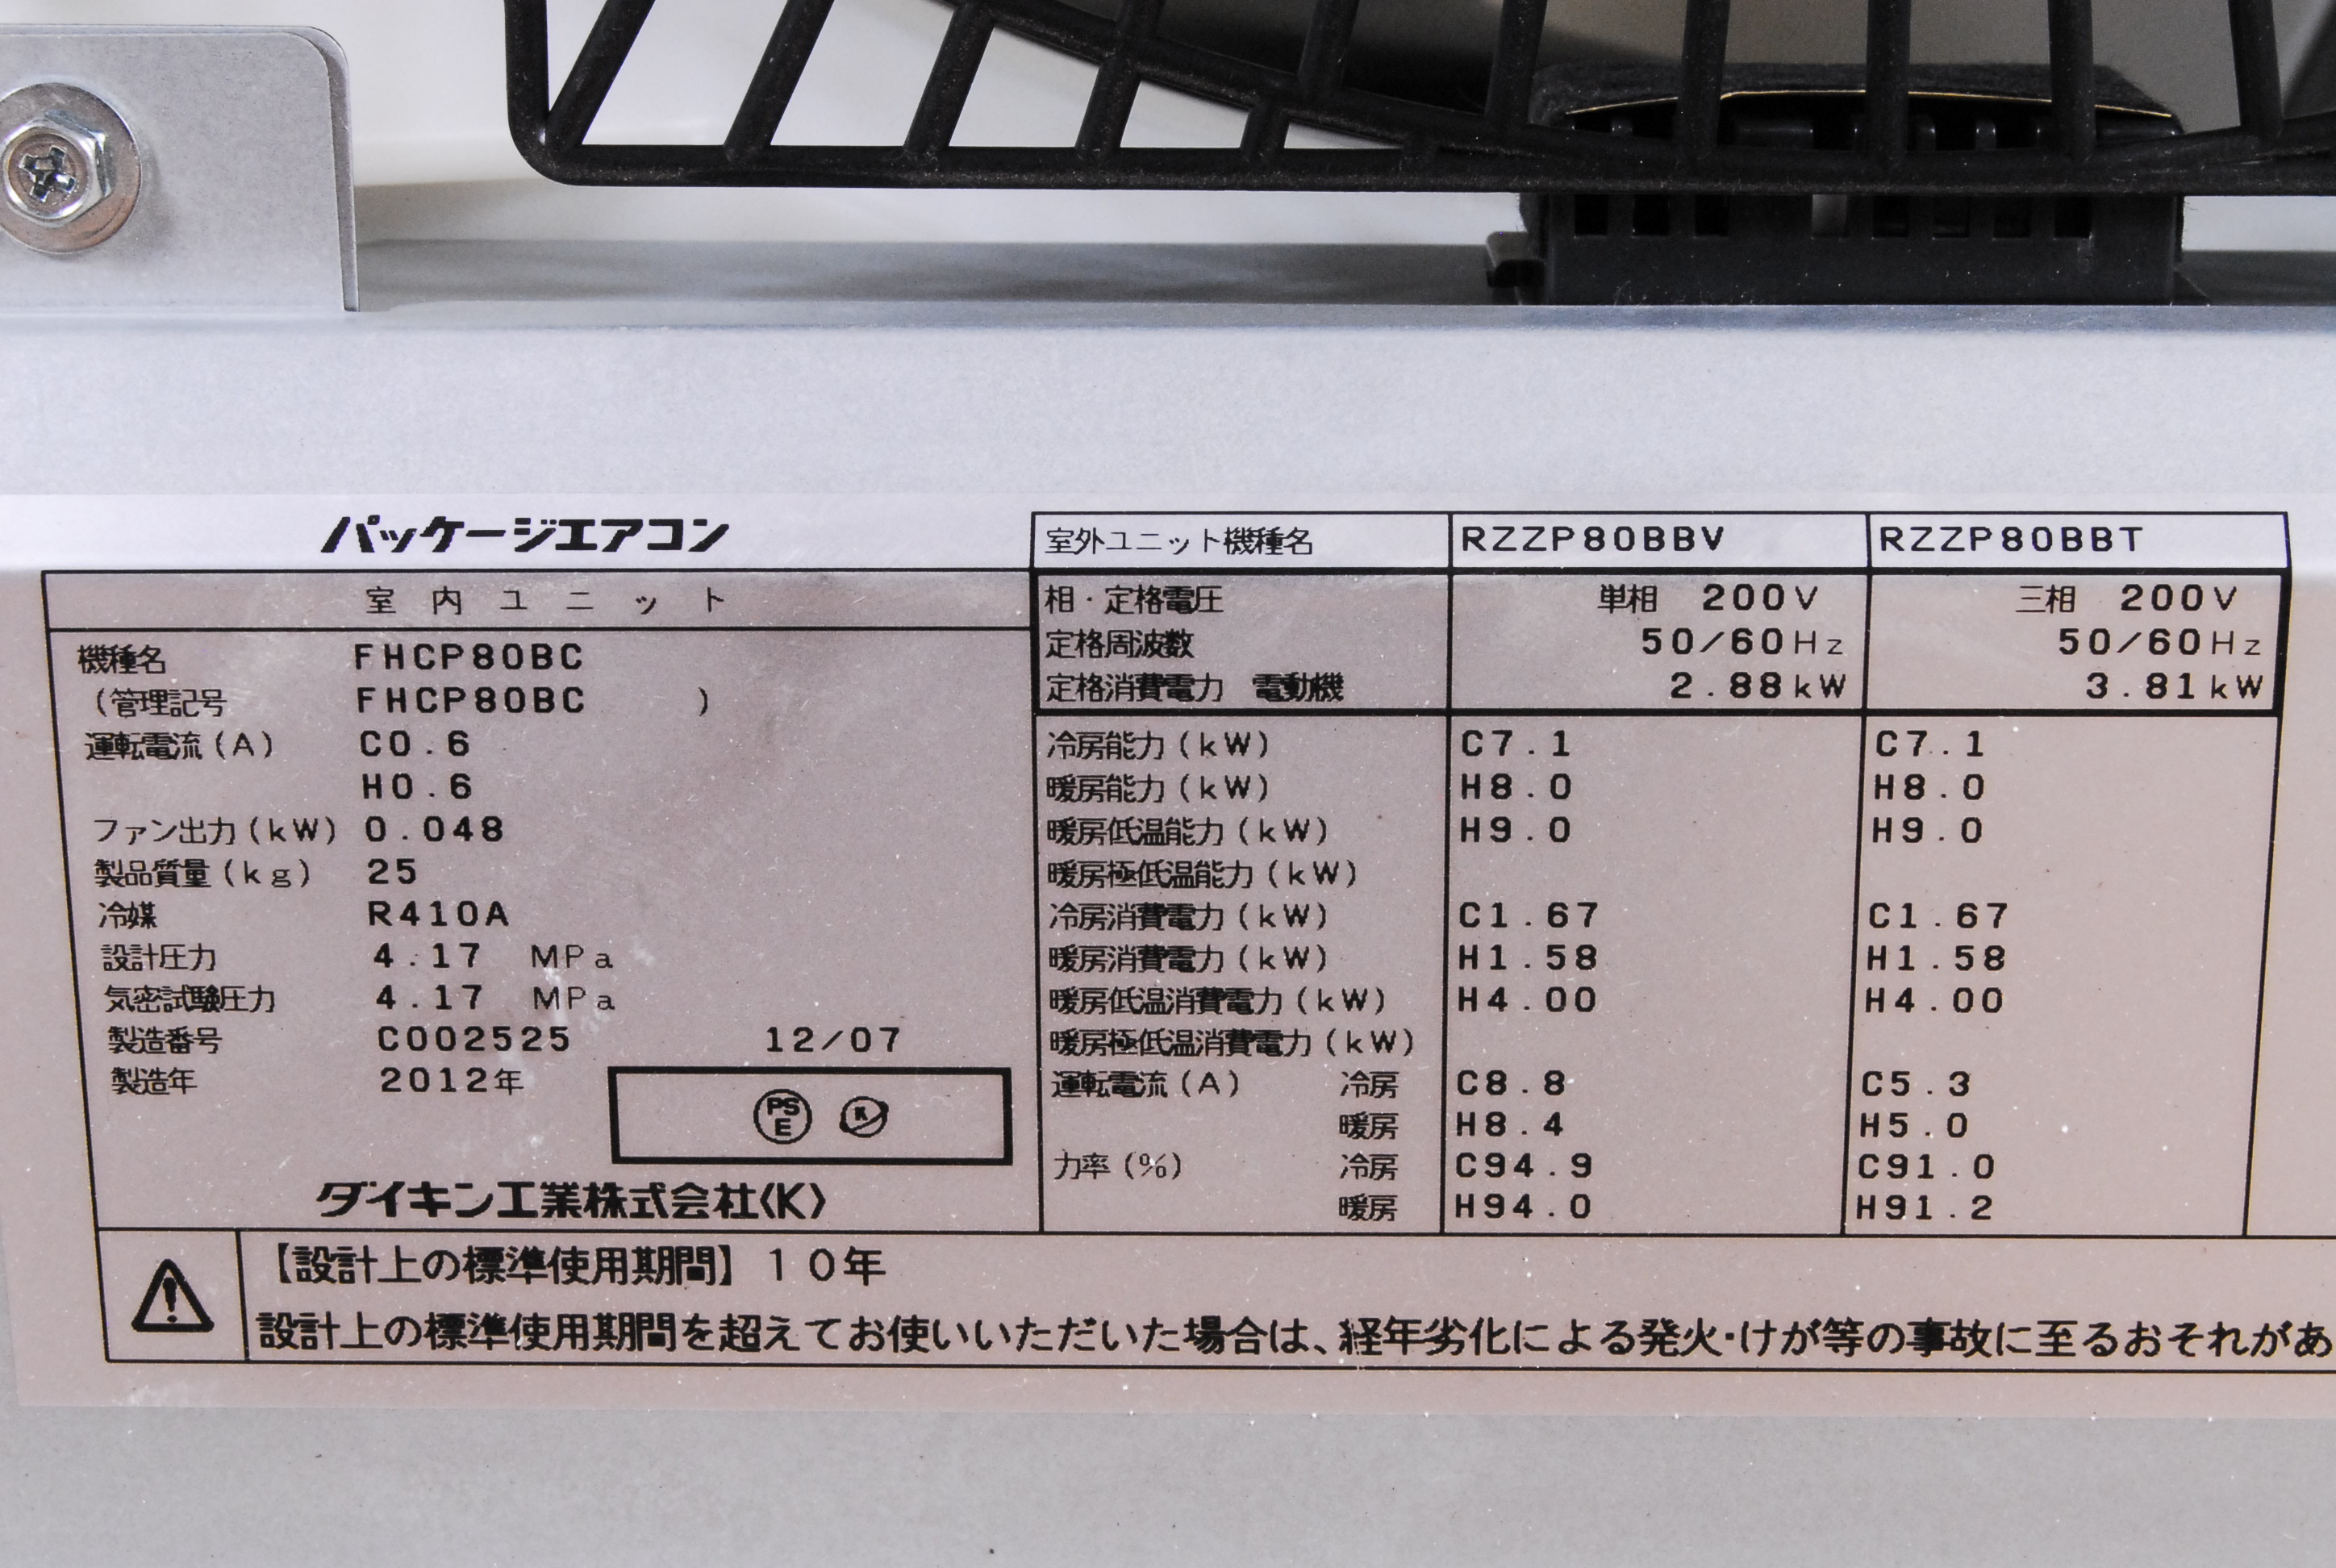 パッケージエアコン
室内ユニット
機種名 FHCP80BC
(管理記号 FHCP80BC )
運転電流(A) C0.6
H0.6
ファン出力(kW) 0.048
製品質量(kg) 25
冷媒 R410A
設計圧力 4.17 MPa
気密試験圧力 4.17 MPa
製造番号 C002525 12/07
製造年 2012年
PS
E
K
ダイキン工業株式会社〈K〉
室外ユニット機種名 RZZP80BBV RZZP80BBT
相・定格電圧 単相 200V 三相 200V
定格周波数 50/60Hz 50/60Hz
定格消費電力 電動機 2.88kW 3.81kW
冷房能力(kW) C7.1 C7.1
暖房能力(kW) H8.0 H8.0
暖房低温能力(kW) H9.0 H9.0
暖房極低温能力(kW)
冷房消費電力(kW) C1.67 C1.67
暖房消費電力(kW) H1.58 H1.58
暖房低温消費電力(kW) H4.00 H4.00
暖房極低温消費電力(kW)
運転電流(A) 冷房 C8.8 C5.3
暖房 H8.4 H5.0
力率(%) 冷房 C94.9 C91.0
暖房 H94.0 H91.2
【設計上の標準使用期間】10年
設計上の標準使用期間を超えてお使いいただいた場合は、経年劣化による発火・けが等の事故に至るおそれがあ